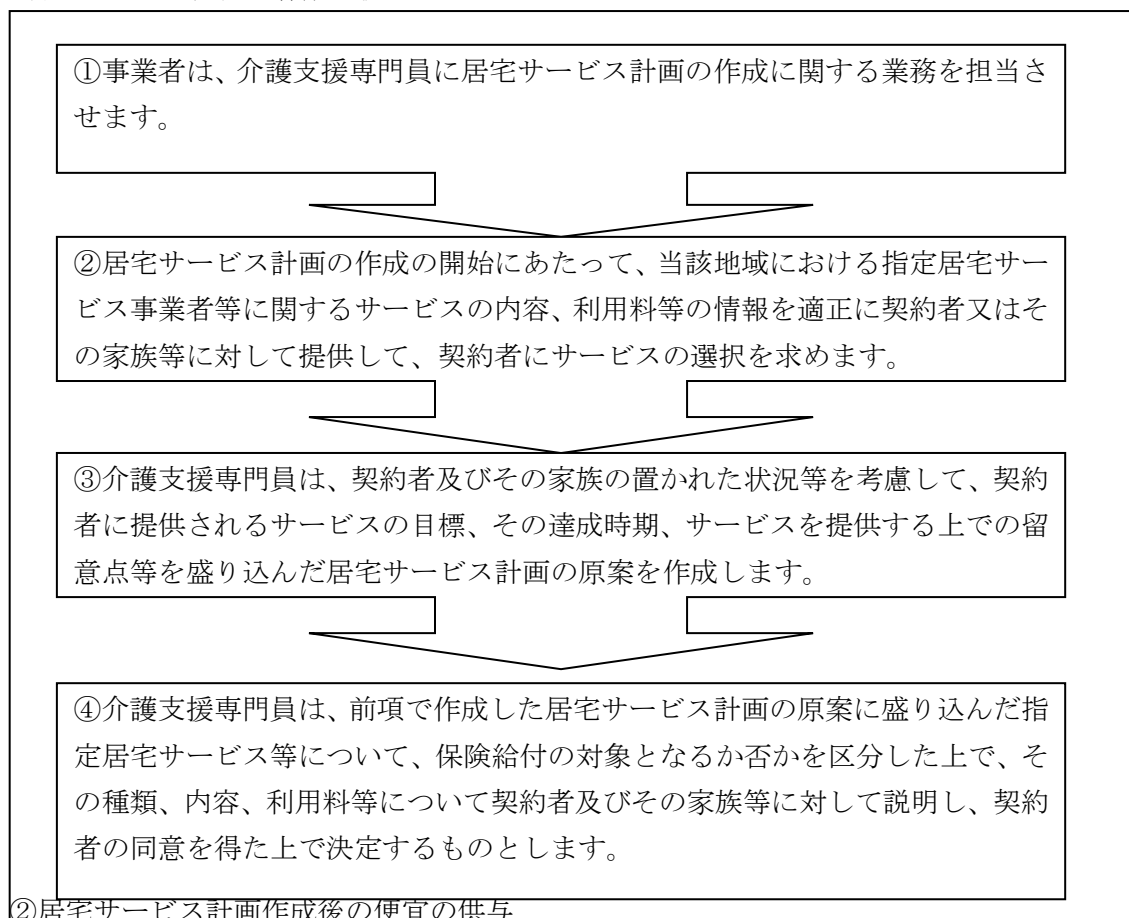 ①事業者は、介護支援専門員に居宅サービス計画の作成に関する業務を担当さ
せます。
②居宅サービス計画の作成の開始にあたって、当該地域における指定居宅サー
ビス事業者等に関するサービスの内容、利用料等の情報を適正に契約者又はそ
の家族等に対して提供して、契約者にサービスの選択を求めます。
③介護支援専門員は、契約者及びその家族の置かれた状況等を考慮して、契約
者に提供されるサービスの目標、その達成時期、サービスを提供する上での留
意点等を盛り込んだ居宅サービス計画の原案を作成します。
④介護支援専門員は、前項で作成した居宅サービス計画の原案に盛り込んだ指
定居宅サービス等について、保険給付の対象となるか否かを区分した上で、そ
の種類、内容、利用料等について契約者及びその家族等に対して説明し、契約
者の同意を得た上で決定するものとします。
②居宅サービス計画作成後の便宜の供与